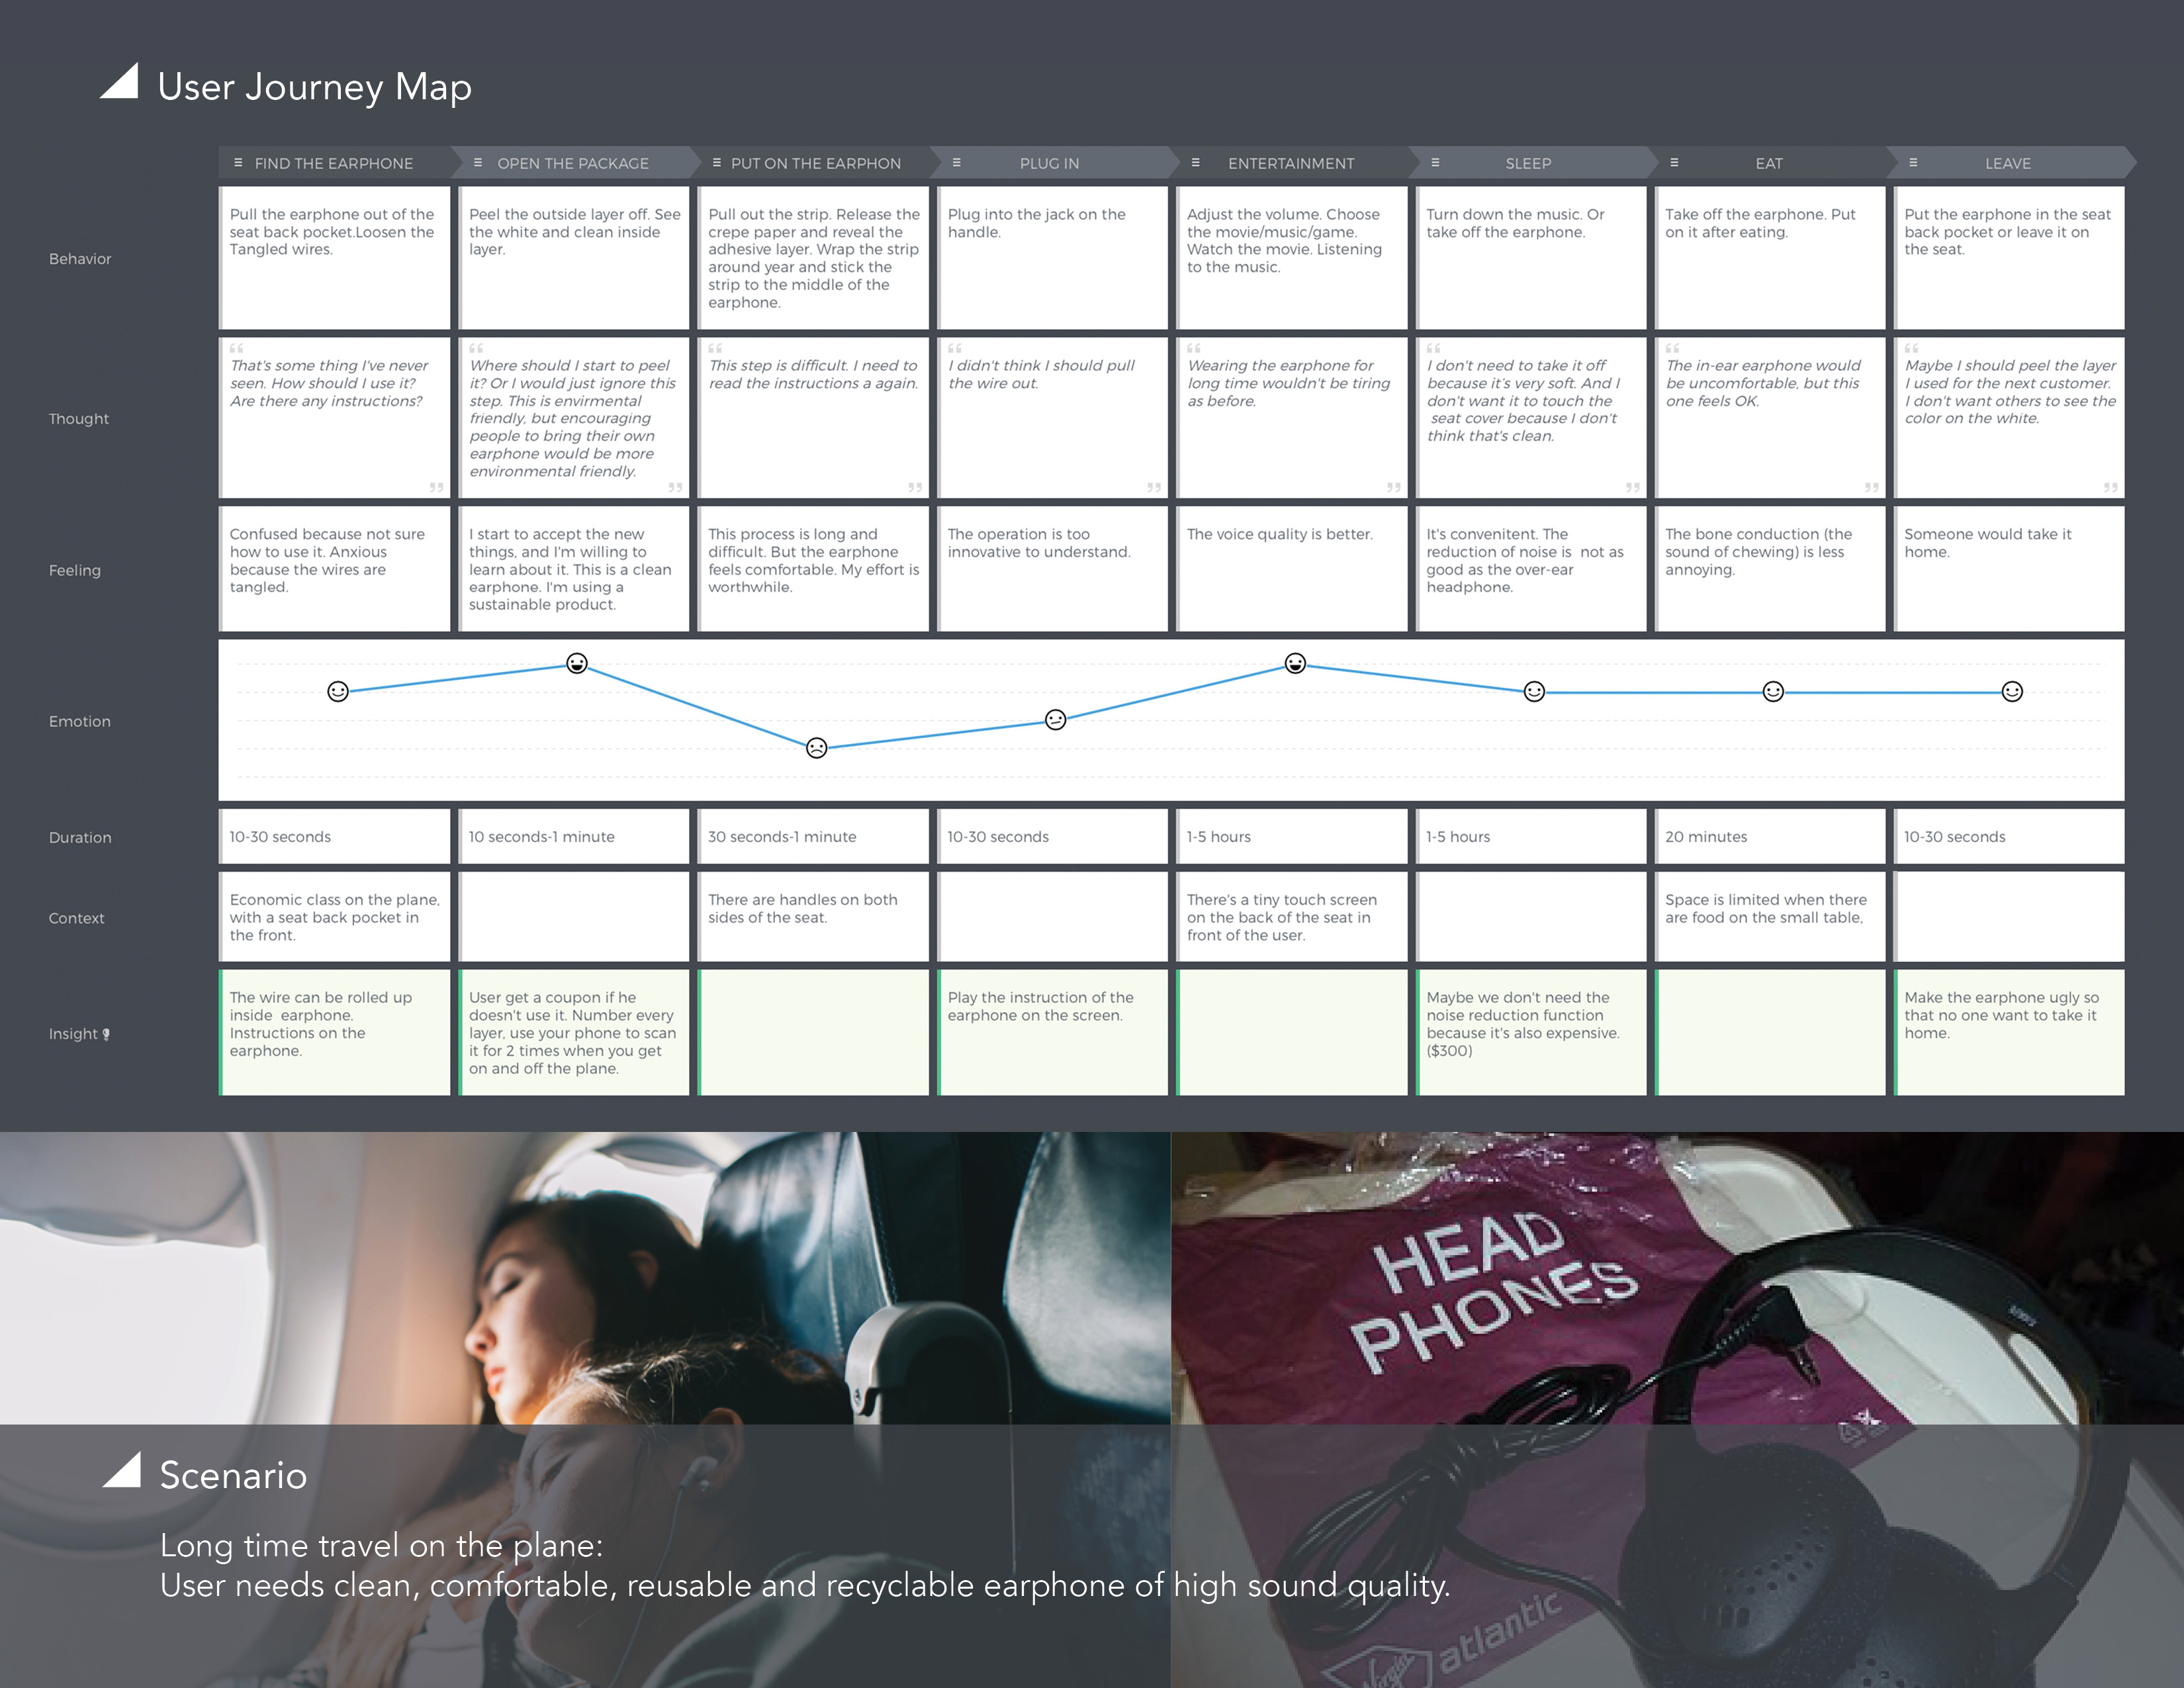 User Journey Map
FIND THE EARPHONE
OPEN THE PACKAGE
PUT ON THE EARPHON
PLUG IN
ENTERTAINMENT
SLEEP
EAT
LEAVE
Behavior
Pull the earphone out of the
seat back pocket.Loosen the
Tangled wires.
Peel the outside layer off. See
the white and clean inside
layer.
Pull out the strip. Release the
crepe paper and reveal the
adhesive layer. Wrap the strip
around year and stick the
strip to the middle of the
earphone.
Plug into the jack on the
handle.
Adjust the volume. Choose
the movie/music/game.
Watch the movie. Listening
to the music.
Turn down the music. Or
take off the earphone.
Take off the earphone. Put
on it after eating.
Put the earphone in the seat
back pocket or leave it on
the seat.
Thought
“
That's some thing I've never
seen. How should I use it?
Are there any instructions?
”
“
Where should I start to peel
it? Or I would just ignore this
step. This is envirmental
friendly, but encouraging
people to bring their own
earphone would be more
environmental friendly.
”
“
This step is difficult. I need to
read the instructions a again.
”
“
I didn't think I should pull
the wire out.
”
“
Wearing the earphone for
long time wouldn't be tiring
as before.
”
“
I don't need to take it off
because it's very soft. And I
don't want it to touch the
seat cover because I don't
think that's clean.
”
“
The in-ear earphone would
be uncomfortable, but this
one feels OK.
”
“
Maybe I should peel the layer
I used for the next customer.
I don't want others to see the
color on the white.
”
Feeling
Confused because not sure
how to use it. Anxious
because the wires are
tangled.
I start to accept the new
things, and I'm willing to
learn about it. This is a clean
earphone. I'm using a
sustainable product.
This process is long and
difficult. But the earphone
feels comfortable. My effort is
worthwhile.
The operation is too
innovative to understand.
The voice quality is better.
It's convenitent. The
reduction of noise is not as
good as the over-ear
headphone.
The bone conduction (the
sound of chewing) is less
annoying.
Someone would take it
home.
Emotion
Duration
10-30 seconds
10 seconds-1 minute
30 seconds-1 minute
10-30 seconds
1-5 hours
1-5 hours
20 minutes
10-30 seconds
Context
Economic class on the plane,
with a seat back pocket in
the front.
There are handles on both
sides of the seat.
There's a tiny touch screen
on the back of the seat in
front of the user.
Space is limited when there
are food on the small table,
Insight
The wire can be rolled up
inside earphone.
Instructions on the
earphone.
User get a coupon if he
doesn't use it. Number every
layer, use your phone to scan
it for 2 times when you get
on and off the plane.
Play the instruction of the
earphone on the screen.
Maybe we don't need the
noise reduction function
because it's also expensive.
($300)
Make the earphone ugly so
that no one want to take it
home.
HEAD
PHONES
Scenario
Long time travel on the plane:
User needs clean, comfortable, reusable and recyclable earphone of high sound quality.
virgin atlantic